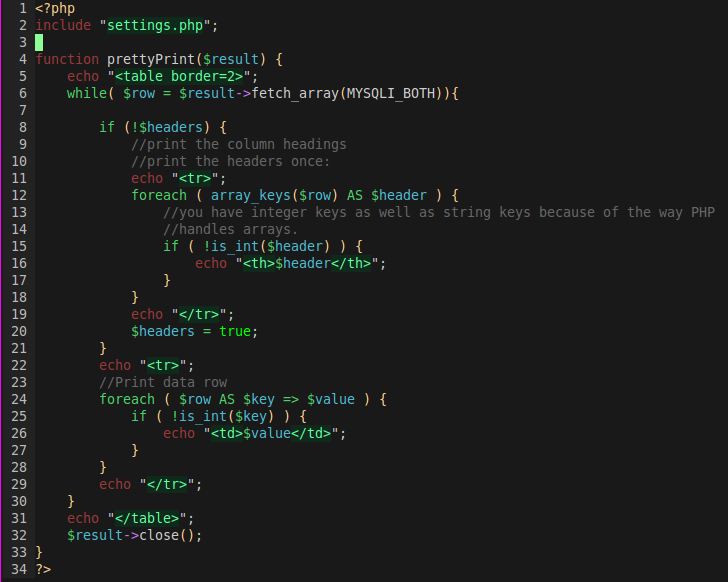 1 <?php
2 include "settings.php";
3
4 function prettyPrint($result) {
5     echo "<table border=2>";
6     while( $row = $result->fetch_array(MYSQLI_BOTH)){
7
8         if (!$headers) {
9             //print the column headings
10             //print the headers once:
11             echo "<tr>";
12             foreach ( array_keys($row) AS $header ) {
13                 //you have integer keys as well as string keys because of the way PHP
14                 //handles arrays.
15                 if ( !is_int($header) ) {
16                     echo "<th>$header</th>";
17                 }
18             }
19             echo "</tr>";
20             $headers = true;
21         }
22         echo "<tr>";
23         //Print data row
24         foreach ( $row AS $key => $value ) {
25             if ( !is_int($key) ) {
26                 echo "<td>$value</td>";
27             }
28         }
29         echo "</tr>";
30     }
31     echo "</table>";
32     $result->close();
33 }
34 ?>